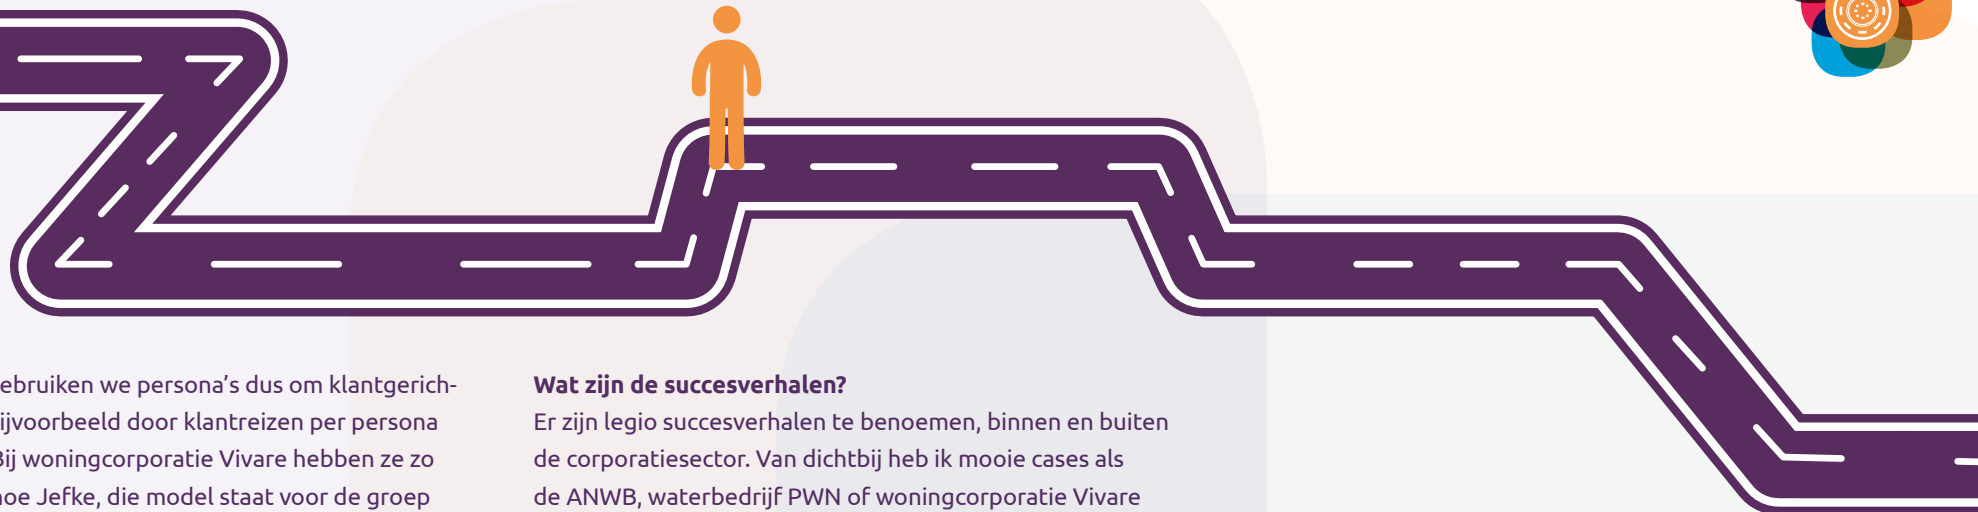 ebruiken we persona's dus om klantgerich-
ijvoorbeeld door klantreizen per persona
Bij woningcorporatie Vivare hebben ze zo
hoe Jefke, die model staat voor de groep
Wat zijn de succesverhalen?
Er zijn legio succesverhalen te benoemen, binnen en buiten
de corporatiesector. Van dichtbij heb ik mooie cases als
de ANWB, waterbedrijf PWN of woningcorporatie Vivare